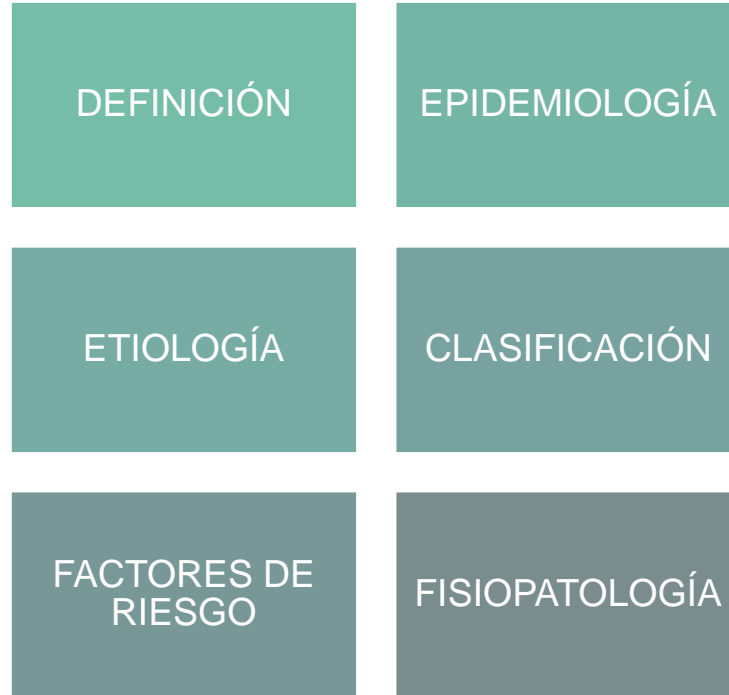 DEFINICIÓN
EPIDEMIOLOGÍA
ETIOLOGÍA
CLASIFICACIÓN
FACTORES DE
RIESGO
FISIOPATOLOGÍA